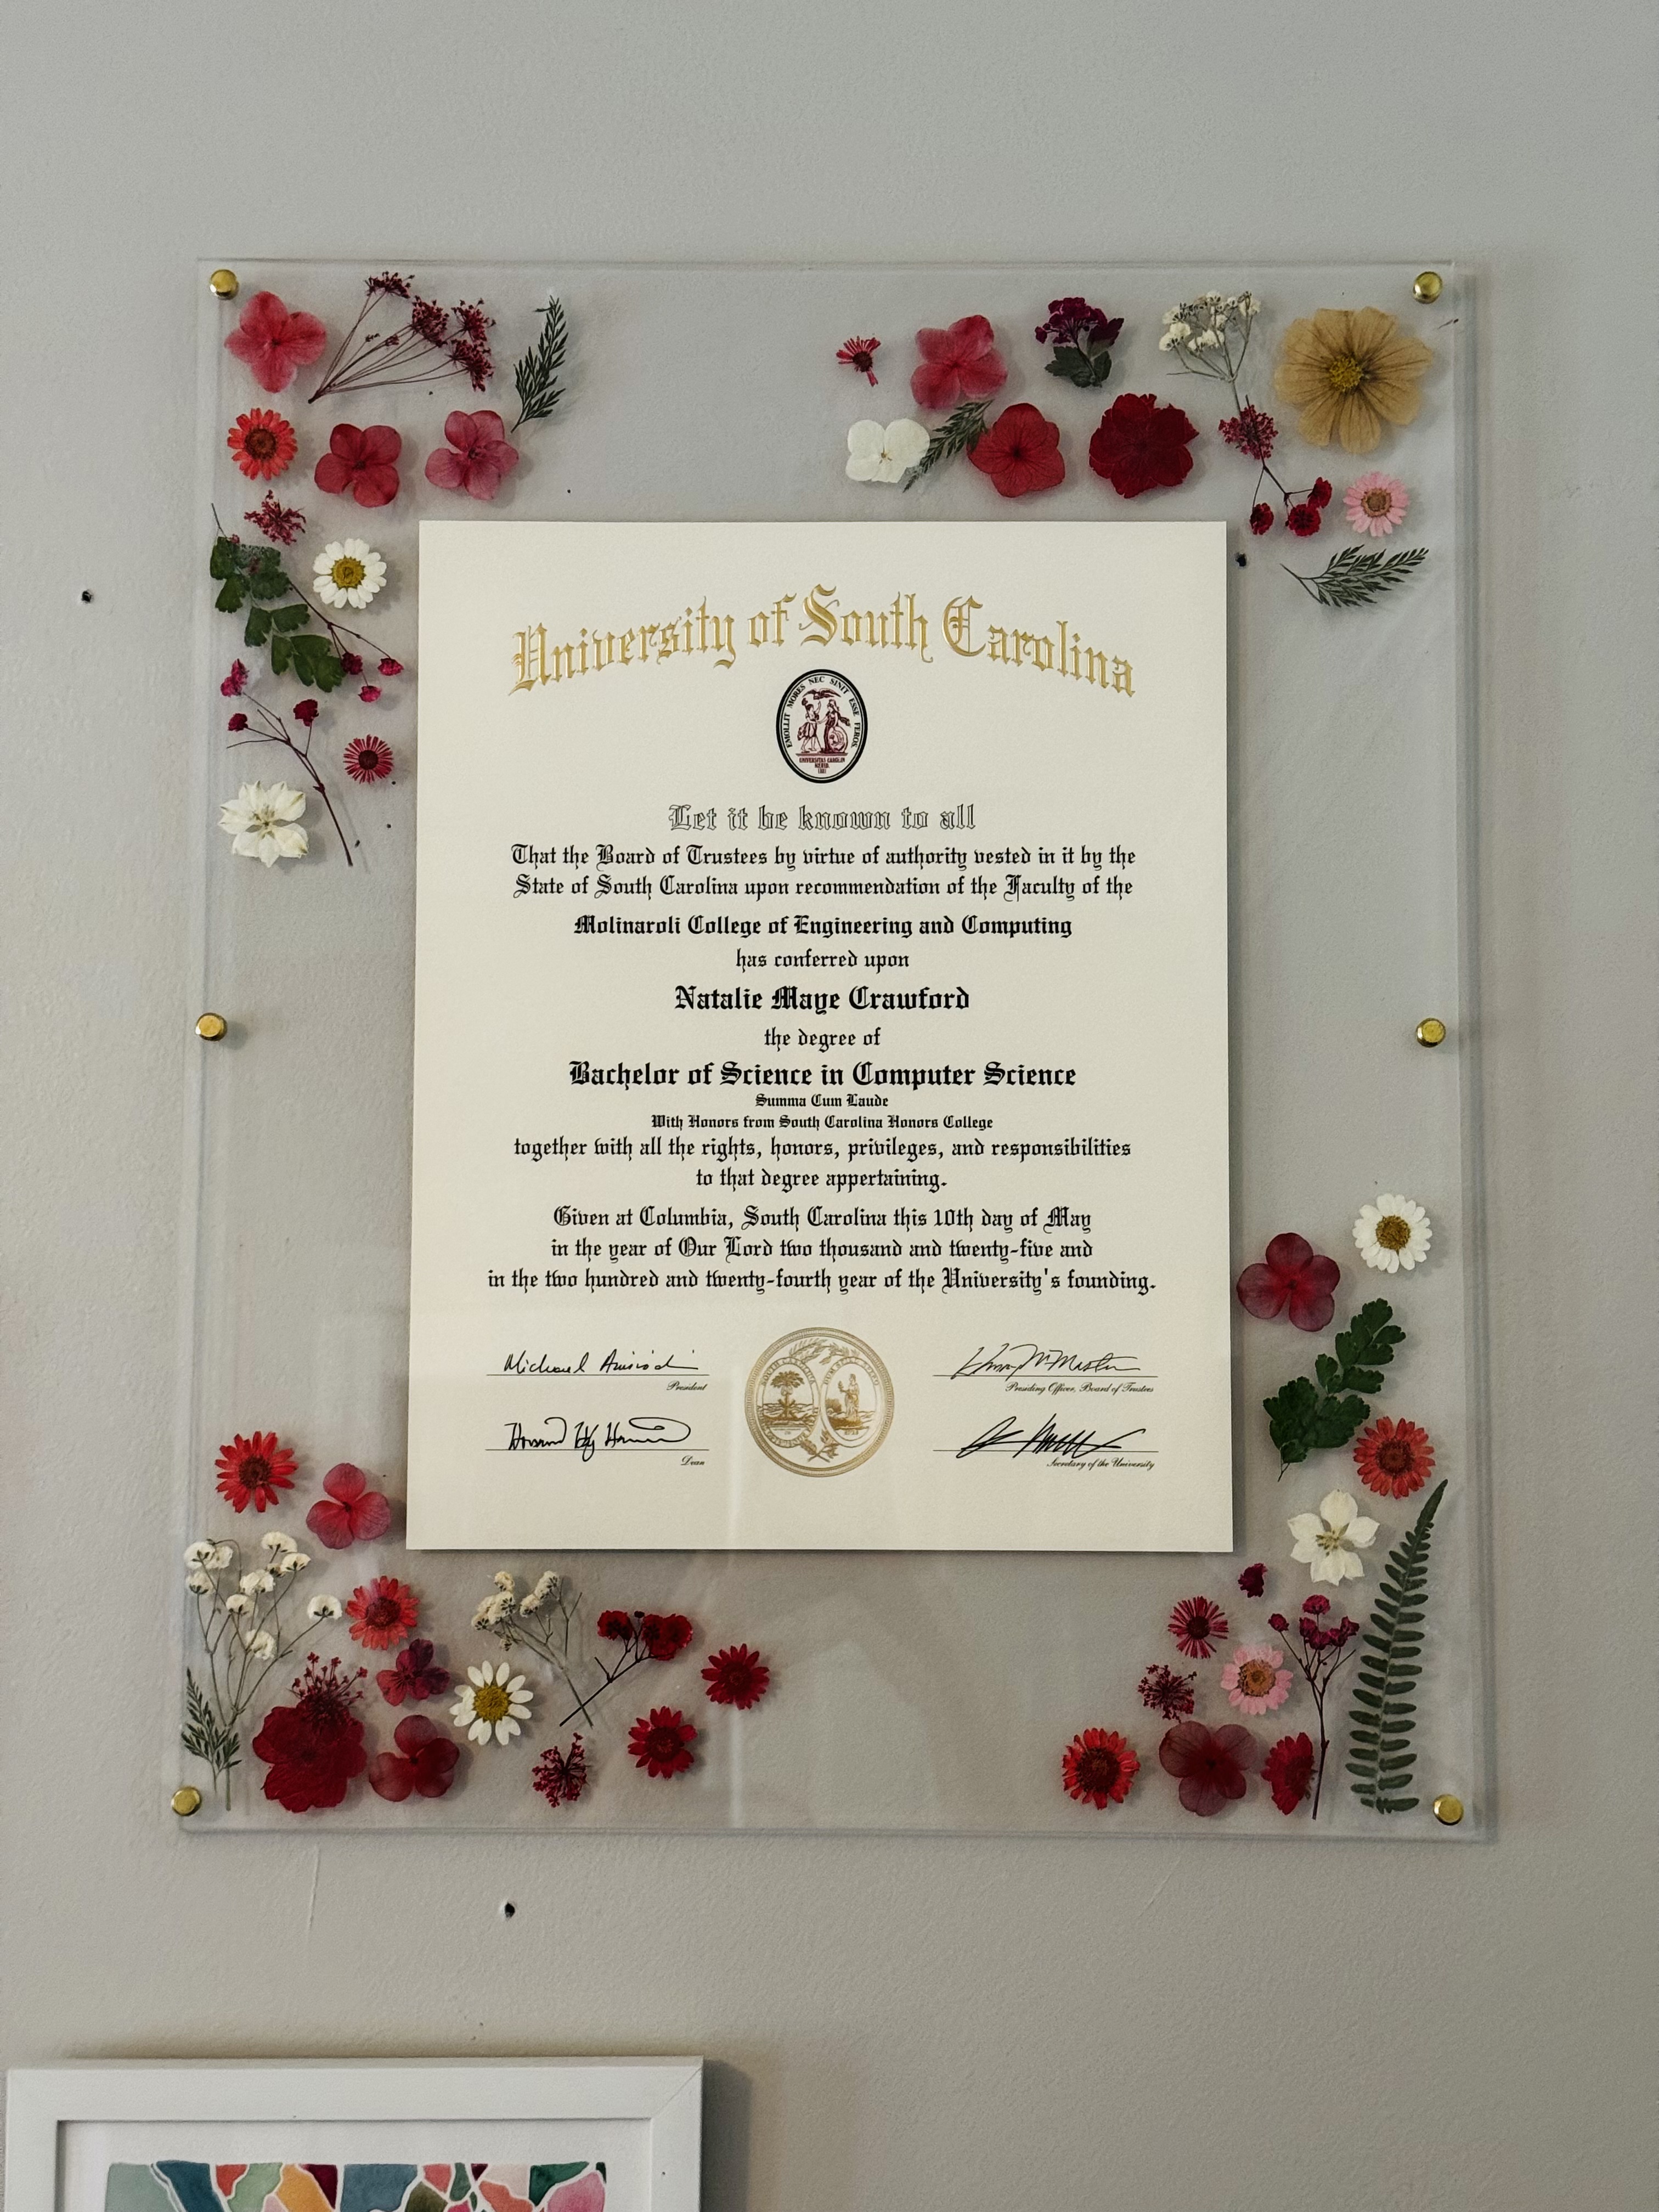 University of South Carolina
EMOLLIT MORES NEC SINIT ESSE FEROS
UNIVERSITAS CAROLIN
MERID
1801
Let it be known to all
That the Board of Trustees by virtue of authority vested in it by the
State of South Carolina upon recommendation of the Faculty of the
Molinaroli College of Engineering and Computing
has conferred upon
Natalie Maye Crawford
the degree of
Bachelor of Science in Computer Science
Summa Cum Laude
With Honors from South Carolina Honors College
together with all the rights, honors, privileges, and responsibilities
to that degree appertaining.
Given at Columbia, South Carolina this 10th day of May
in the year of Our Lord two thousand and twenty-five and
in the two hundred and twenty-fourth year of the University's founding.
Michael Amiridi
President
Henry McMaster
Presiding Officer, Board of Trustees
Dean
Secretary of the University